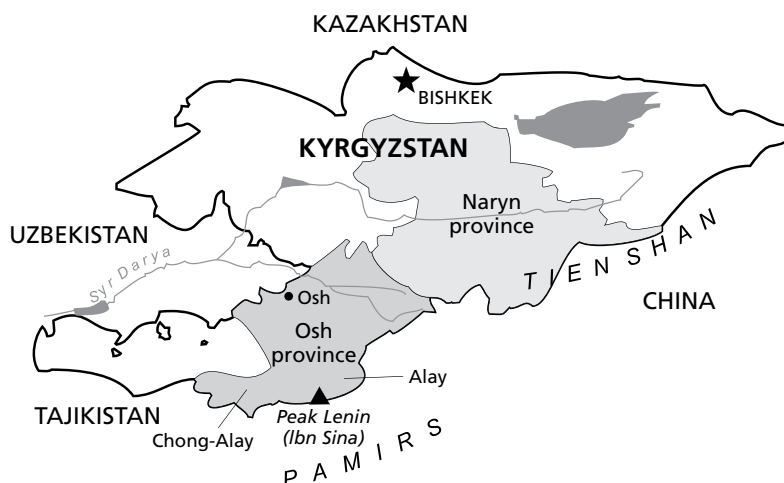 KAZAKHSTAN
BISHKEK
KYRGYZSTAN
Naryn
province
UZBEKISTAN
Syr Darya
TIEN SHAN
CHINA
Osh
Osh
province
Alay
TAJIKISTAN
Peak Lenin
(Ibn Sina)
Chong-Alay
PAMIRS